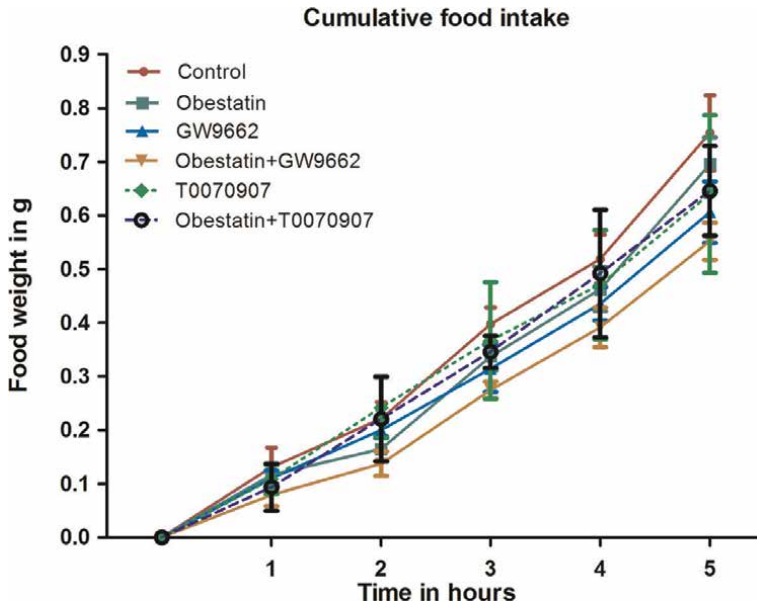 Cumulative food intake
0.9
0.8
0.7
0.6
0.5
0.4
0.3
0.2
0.1
0.0
Food weight in g
Control
Obestatin
GW9662
Obestatin+GW9662
T0070907
Obestatin+T0070907
1 2 3 4 5
Time in hours